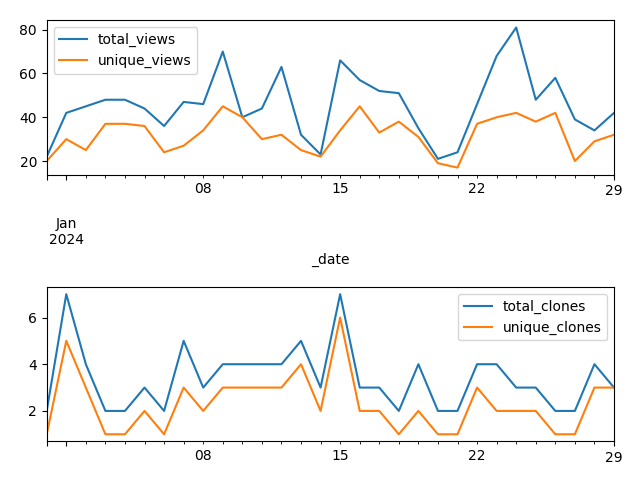 80
60
40
20
total_views
unique_views
08
15
22
29
Jan
2024
_date
6
4
2
total_clones
unique_clones
08
15
22
29